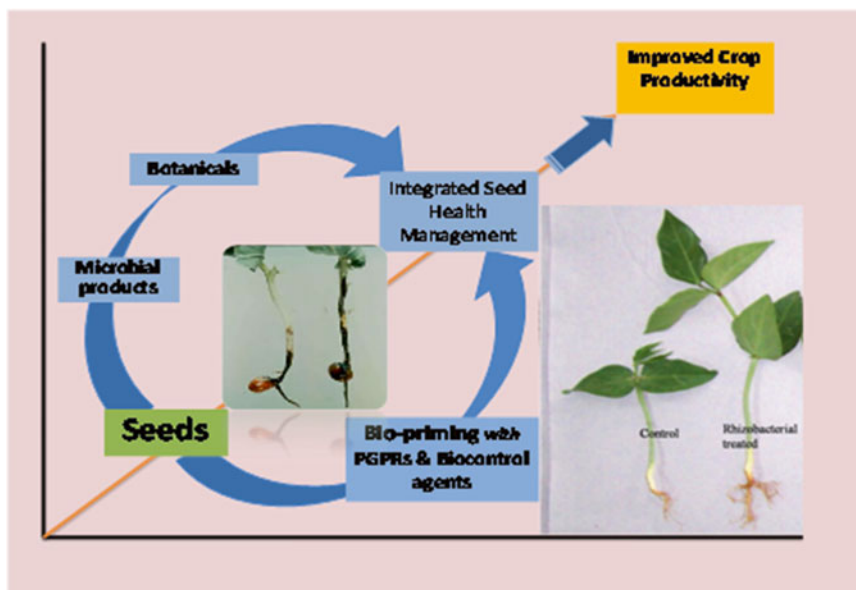 Improved Crop
Productivity
Botanicals
Integrated Seed
Health
Management
Microbial
products
Seeds
Bio-priming with
PGPRs & Biocontrol
agents
Control
Rhizobacterial
treated